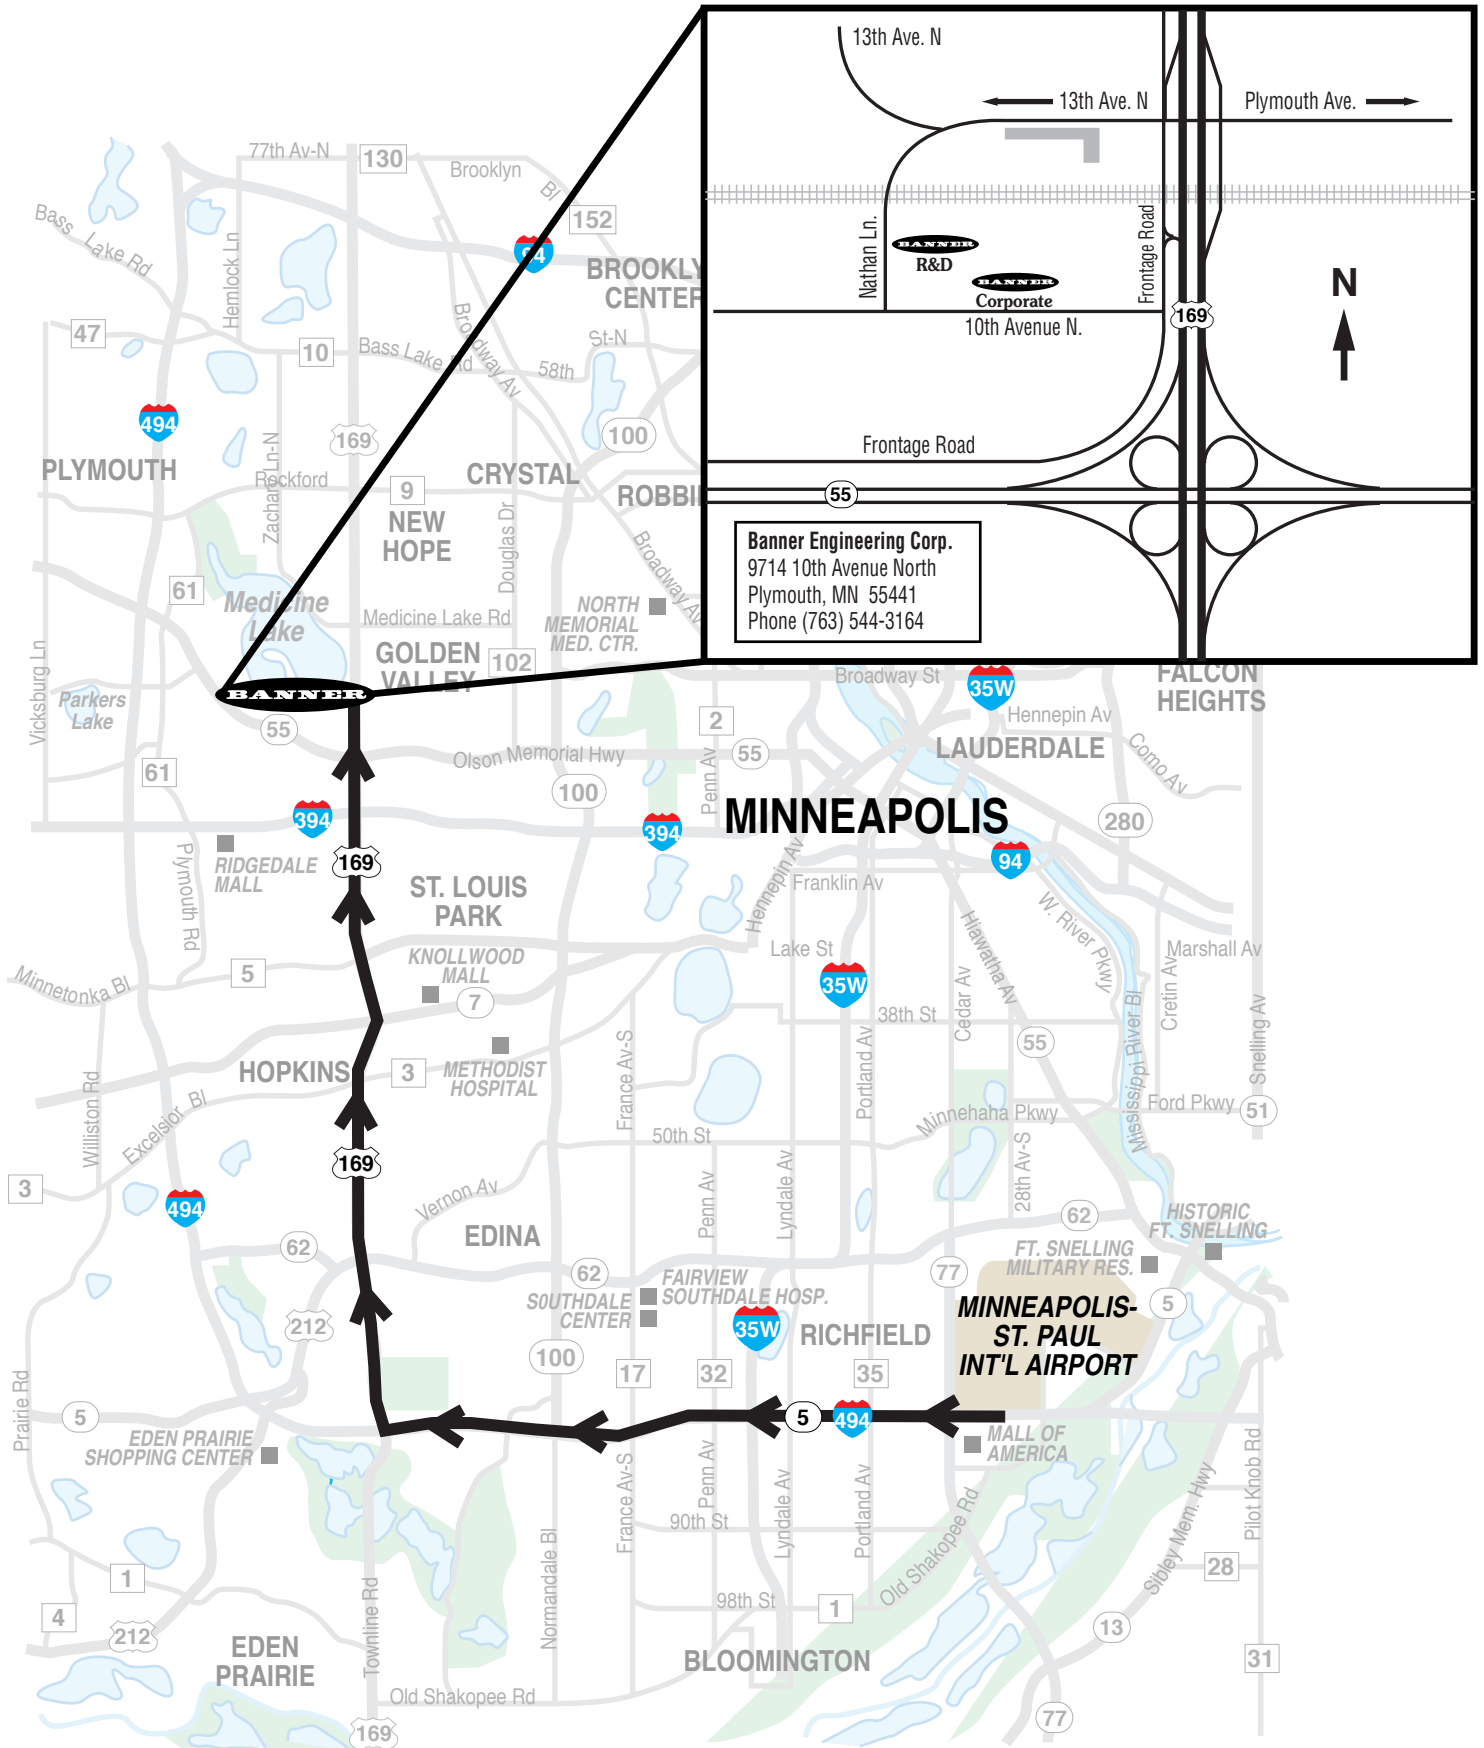 13th Ave. N
13th Ave. N
Plymouth Ave.
Nathan Ln.
BANNER
R&D
BANNER
Corporate
Frontage Road
10th Avenue N.
169
N
Frontage Road
55
Banner Engineering Corp.
9714 10th Avenue North
Plymouth, MN 55441
Phone (763) 544-3164
77th Av-N
130
Brooklyn
Bl
152
Bass Lake Rd
Hemlock Ln
94
BROOKLY
CENTER
47
10
Bass Lake Rd
Broadway Av
58th
St-N
494
169
100
PLYMOUTH
Zachary Ln-N
Rockford
9
CRYSTAL
ROBBI
NEW
HOPE
Douglas Dr
Broadway Av
61
Medicine
Lake
Medicine Lake Rd
NORTH
MEMORIAL
MED. CTR.
GOLDEN
VALLEY
102
Vicksburg Ln
Parkers
Lake
BANNER
55
Broadway St
35W
FALCON
HEIGHTS
2
Hennepin Av
LAUDERDALE
Como Av
61
Olson Memorial Hwy
55
Penn Av
100
394
394
MINNEAPOLIS
280
94
RIDGEDALE
MALL
169
Plymouth Rd
ST. LOUIS
PARK
Hennepin Av
Franklin Av
W. River Pkwy
KNOLLWOOD
MALL
Lake St
Hiawatha Av
Marshall Av
Minnetonka Bl
5
7
35W
Cedar Av
Cretin Av
Snelling Av
38th St
55
Mississippi River Bl
HOPKINS
3
METHODIST
HOSPITAL
France Av-S
Portland Av
Williston Rd
Excelsior Bl
Minnehaha Pkwy
Ford Pkwy
51
50th St
169
3
494
Vernon Av
Penn Av
Lyndale Av
28th Av-S
62
HISTORIC
FT. SNELLING
EDINA
62
62
FT. SNELLING
MILITARY RES.
77
FAIRVIEW
SOUTHDALE HOSP.
SOUTHDALE
CENTER
212
35W
RICHFIELD
MINNEAPOLIS-
ST. PAUL
INT'L AIRPORT
5
100
17
32
35
Prairie Rd
5
5
494
EDEN PRAIRIE
SHOPPING CENTER
MALL OF
AMERICA
France Av-S
Penn Av
Lyndale Av
Portland Av
90th St
Old Shakopee Rd
Sibley Mem. Hwy
Pilot Knob Rd
28
1
Townline Rd
Normandale Bl
98th St
1
4
212
13
EDEN
PRAIRIE
BLOOMINGTON
31
Old Shakopee Rd
169
77